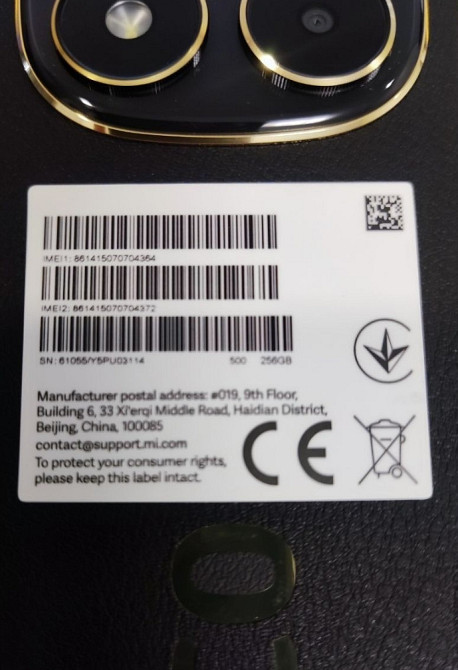 IMEI1: 861415070704364
IMEI2: 861415070704372
SN: 61055/Y5PU03114 500 256GB
Manufacturer postal address: #019, 9th Floor,
Building 6, 33 Xi'erqi Middle Road, Haidian District,
Beijing, China, 100085
contact@support.mi.com
To protect your consumer rights,
please keep this label intact.
CE